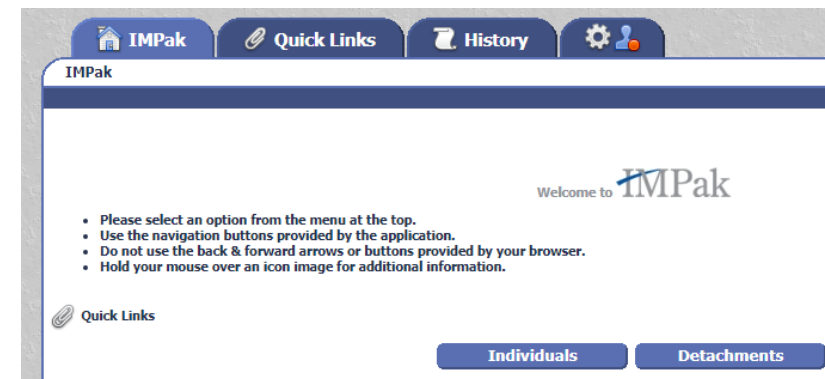 IMPak Quick Links History
IMPak
Welcome to IMPak
• Please select an option from the menu at the top.
• Use the navigation buttons provided by the application.
• Do not use the back & forward arrows or buttons provided by your browser.
• Hold your mouse over an icon image for additional information.
Quick Links
Individuals Detachments